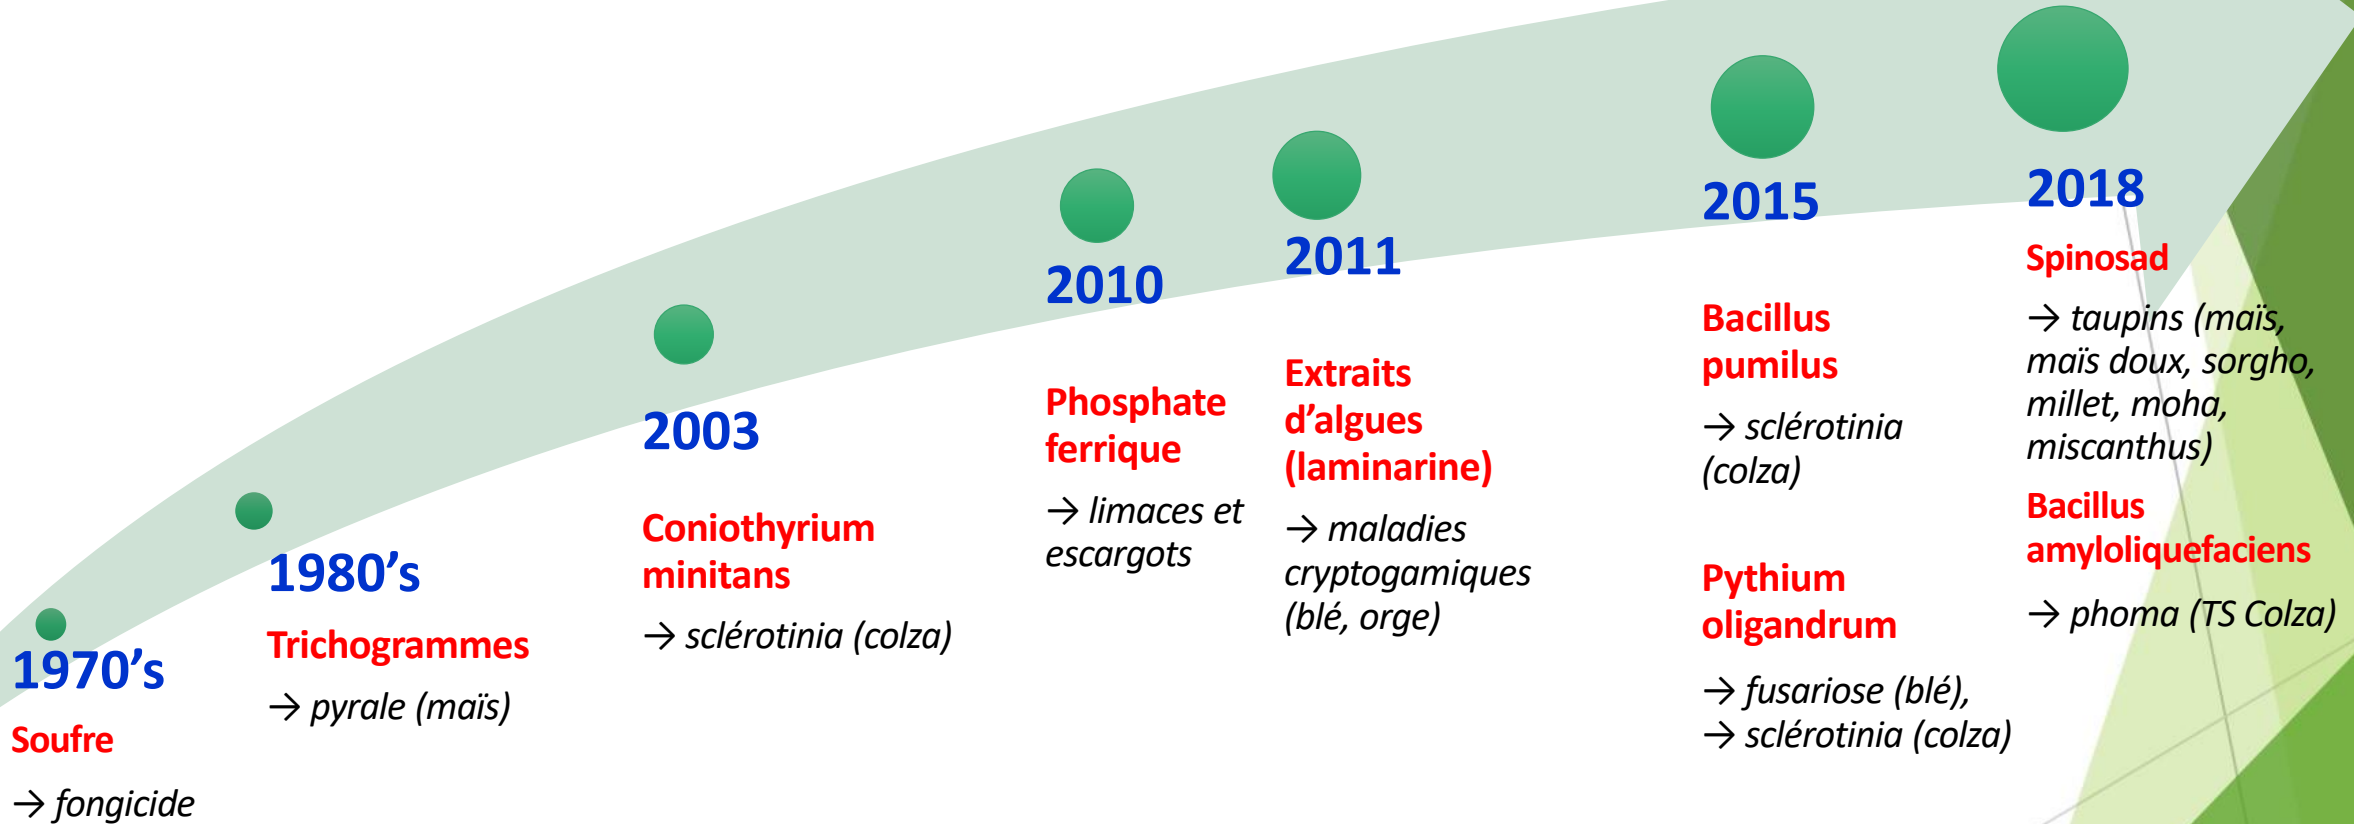 1970’s
Soufre
→ fongicide
1980’s
Trichogrammes
→ pyrale (maïs)
2003
Coniothyrium
minitans
→ sclérotinia (colza)
2010
Phosphate
ferrique
→ limaces et
escargots
2011
Extraits
d’algues
(laminarine)
→ maladies
cryptogamiques
(blé, orge)
2015
Bacillus
pumilus
→ sclérotinia
(colza)
Pythium
oligandrum
→ fusariose (blé),
→ sclérotinia (colza)
2018
Spinosad
→ taupins (maïs,
maïs doux, sorgho,
millet, moha,
miscanthus)
Bacillus
amyloliquefaciens
→ phoma (TS Colza)